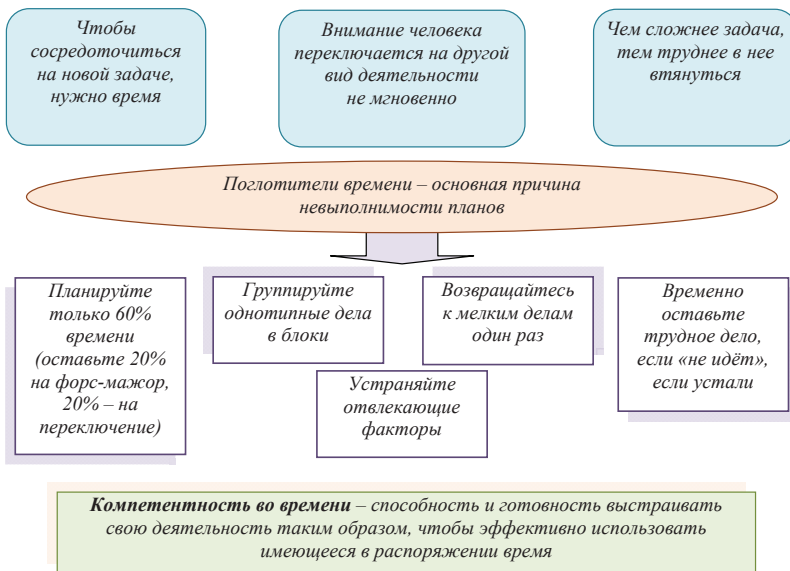 Чтобы
сосредоточиться
на новой задаче,
нужно время
Внимание человека
переключается на другой
вид деятельности
не мгновенно
Чем сложнее задача,
тем труднее в нее
втянуться
Поглотители времени – основная причина
невыполнимости планов
Планируйте
только 60%
времени
(оставьте 20%
на форс-мажор,
20% – на
переключение)
Группируйте
однотипные дела
в блоки
Возвращайтесь
к мелким делам
один раз
Временно
оставьте
трудное дело,
если «не идёт»,
если устали
Устраняйте
отвлекающие
факторы
Компетентность во времени – способность и готовность выстраивать
свою деятельность таким образом, чтобы эффективно использовать
имеющееся в распоряжении время